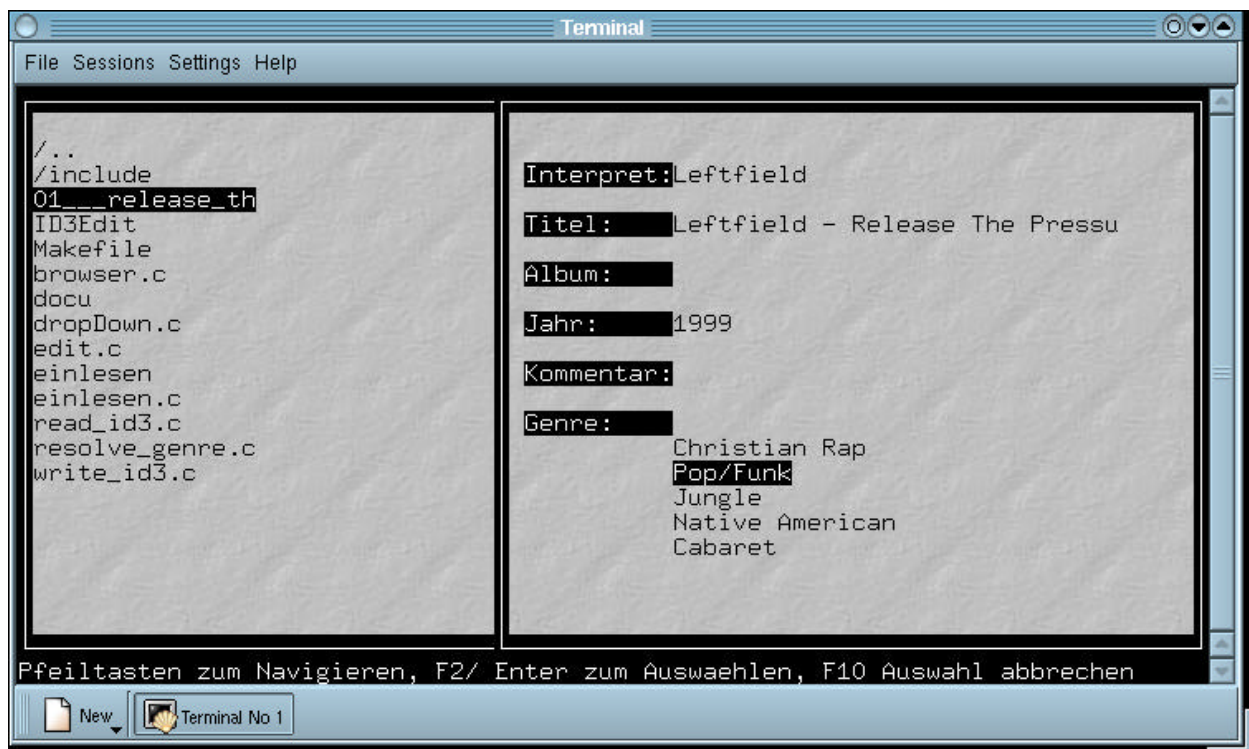 Terminal
File Sessions Settings Help
/..
/include
01___release_th
ID3Edit
Makefile
browser.c
docu
dropDown.c
edit.c
einlesen
einlesen.c
read_id3.c
resolve_genre.c
write_id3.c
Interpret:Leftfield
Titel: Leftfield - Release The Pressu
Album:
Jahr: 1999
Kommentar:
Genre:
Christian Rap
Pop/Funk
Jungle
Native American
Cabaret
Pfeiltasten zum Navigieren, F2/ Enter zum Auswaehlen, F10 Auswahl abbrechen
New Terminal No 1